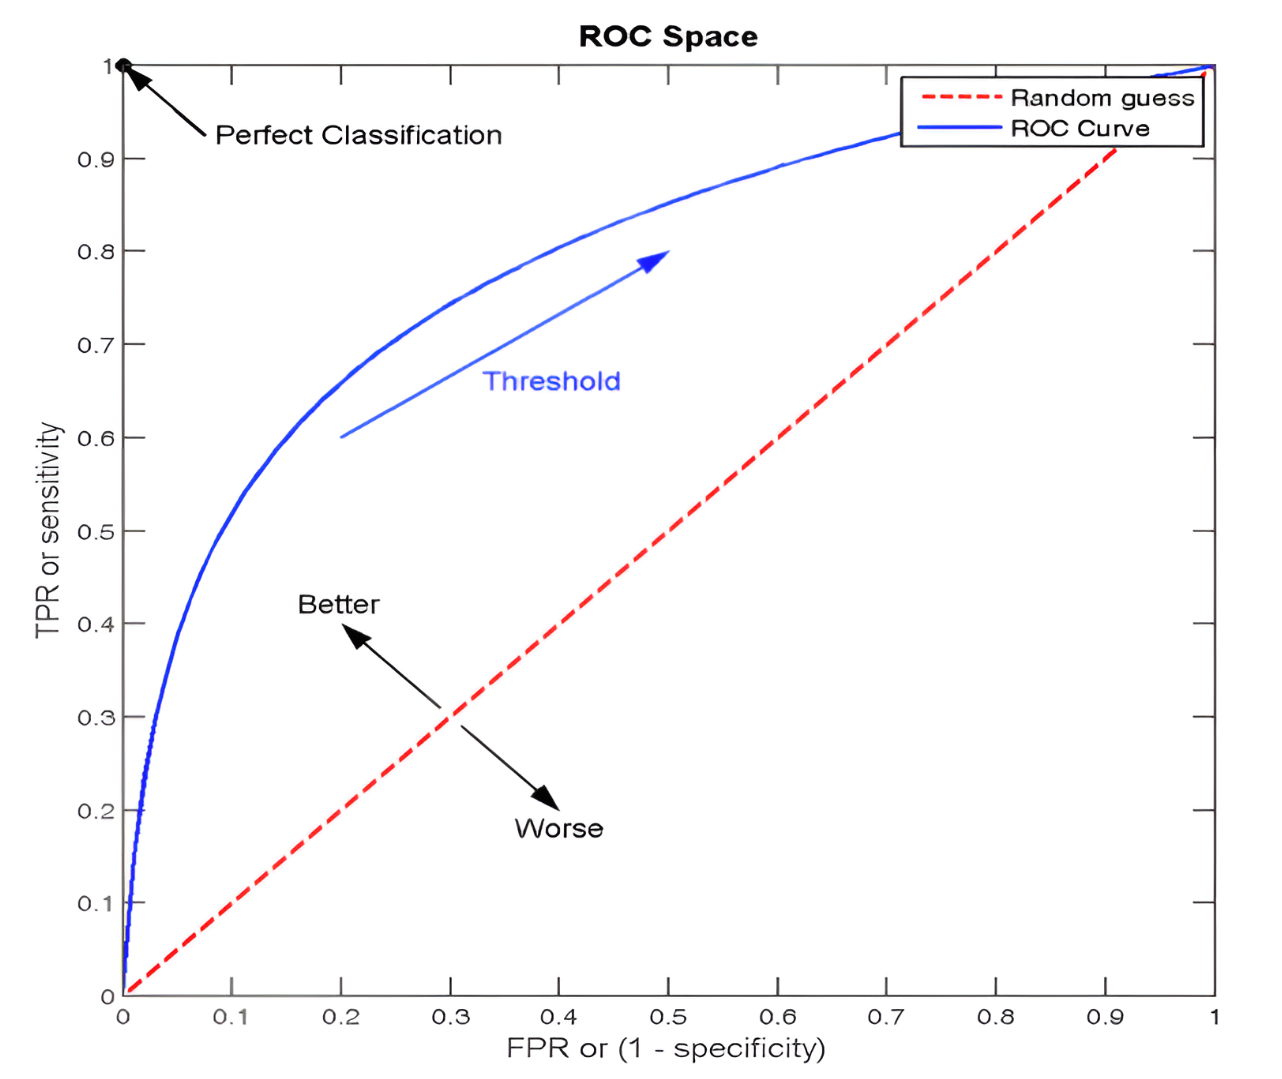 ROC Space
Perfect Classification
Random guess
ROC Curve
Threshold
Better
Worse
TPR or sensitivity
1
0.9
0.8
0.7
0.6
0.5
0.4
0.3
0.2
0.1
0
0 0.1 0.2 0.3 0.4 0.5 0.6 0.7 0.8 0.9 1
FPR or (1 - specificity)